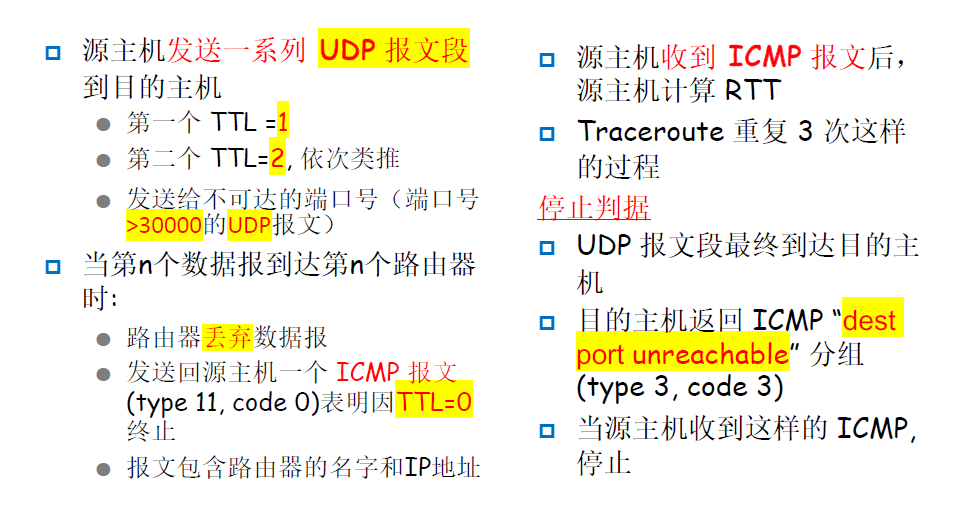 源主机发送一系列 UDP 报文段
到目的主机
第一个 TTL =1
第二个 TTL=2, 依次类推
发送给不可达的端口号（端口号
>30000的UDP报文）
当第n个数据报到达第n个路由器
时:
路由器丢弃数据报
发送回源主机一个 ICMP 报文
(type 11, code 0)表明因TTL=0
终止
报文包含路由器的名字和IP地址
源主机收到 ICMP 报文后，
源主机计算 RTT
Traceroute 重复 3 次这样
的过程
停止判据
UDP 报文段最终到达目的主
机
目的主机返回 ICMP “dest
port unreachable” 分组
(type 3, code 3)
当源主机收到这样的 ICMP,
停止